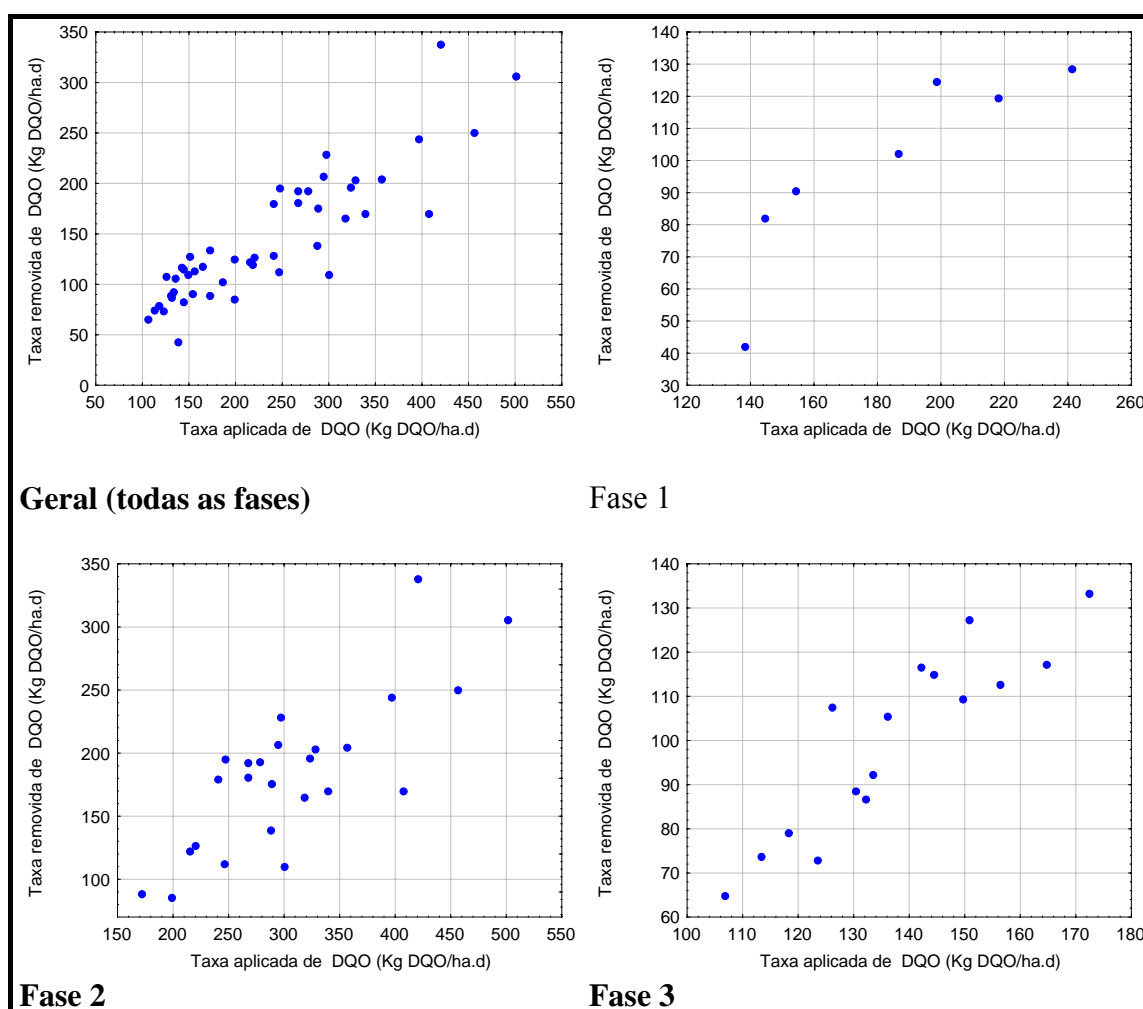 350
300
250
200
150
100
50
0
Taxa removida de  DQO (Kg DQO/ha.d)
50 100 150 200 250 300 350 400 450 500 550
Taxa aplicada de  DQO (Kg DQO/ha.d)
Geral (todas as fases)
140
130
120
110
100
90
80
70
60
50
40
30
Taxa removida de  DQO (Kg DQO/ha.d)
120 140 160 180 200 220 240 260
Taxa aplicada de  DQO (Kg DQO/ha.d)
Fase 1
350
300
250
200
150
100
Taxa removida de  DQO (Kg DQO/ha.d)
150 200 250 300 350 400 450 500 550
Taxa aplicada de  DQO (Kg DQO/ha.d)
Fase 2
140
130
120
110
100
90
80
70
60
Taxa removida de  DQO (Kg DQO/ha.d)
100 110 120 130 140 150 160 170 180
Taxa aplicada de  DQO (Kg DQO/ha.d)
Fase 3